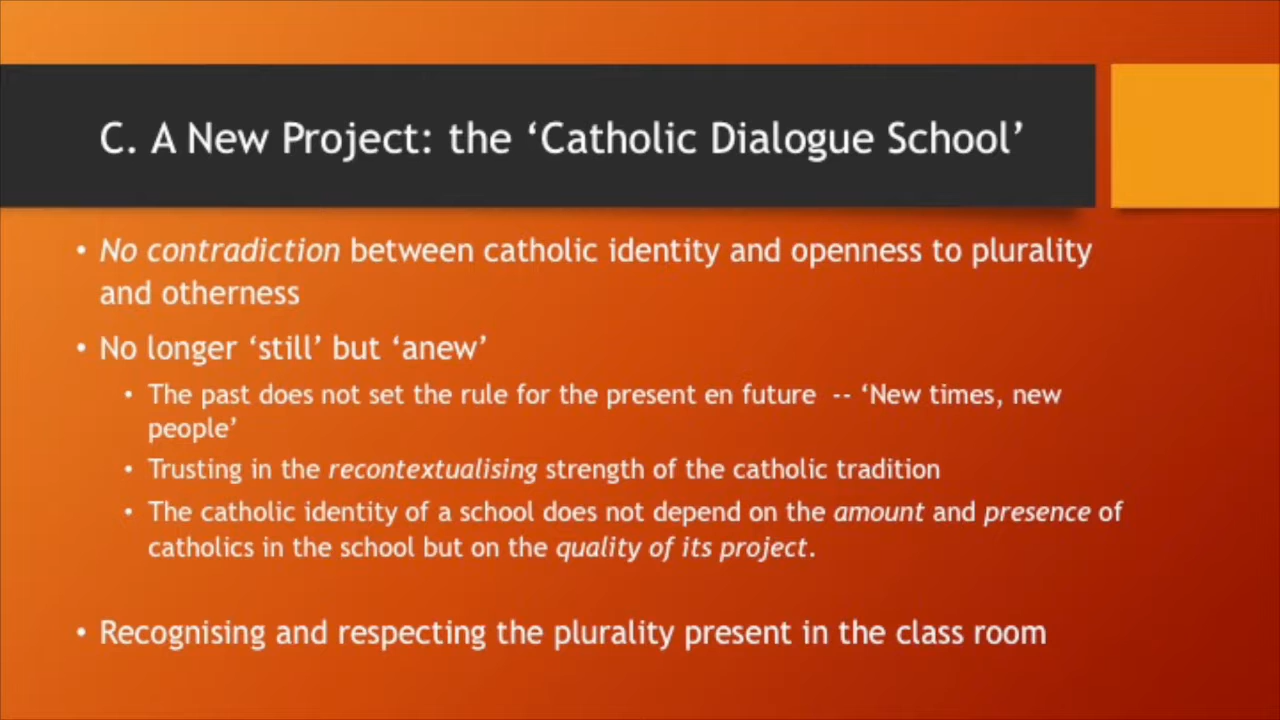 C. A New Project: the ‘Catholic Dialogue School’
• No contradiction between catholic identity and openness to plurality
and otherness
• No longer ‘still’ but ‘anew’
• The past does not set the rule for the present en future -- ‘New times, new
people’
• Trusting in the recontextualising strength of the catholic tradition
• The catholic identity of a school does not depend on the amount and presence of
catholics in the school but on the quality of its project.
• Recognising and respecting the plurality present in the class room